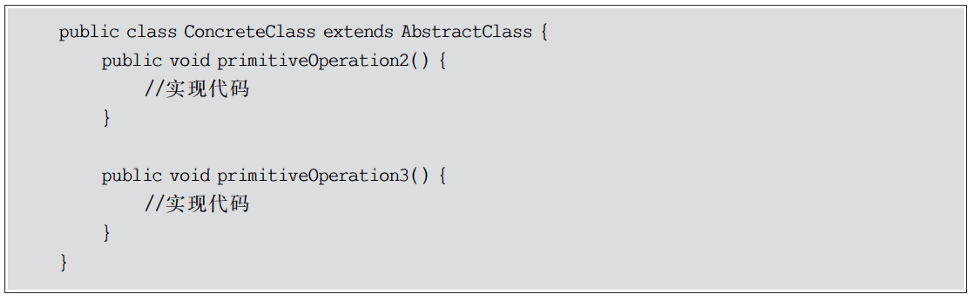 public class ConcreteClass extends AbstractClass {
    public void primitiveOperation2() {
        //实现代码
    }

    public void primitiveOperation3() {
        //实现代码
    }
}